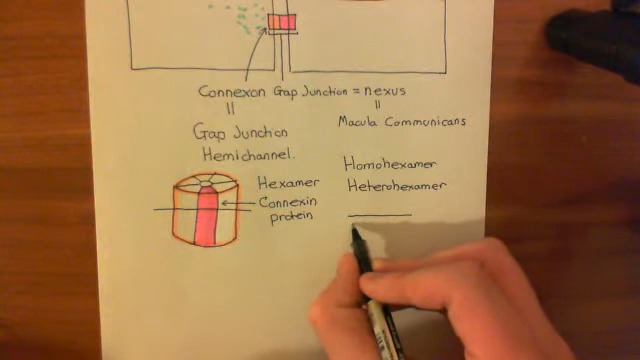 Connexon Gap Junction = nexus
=
=
Gap Junction
Macula Communicans
Hemichannel.
Homohexamer
Hexamer
Heterohexamer
Connexin
protein